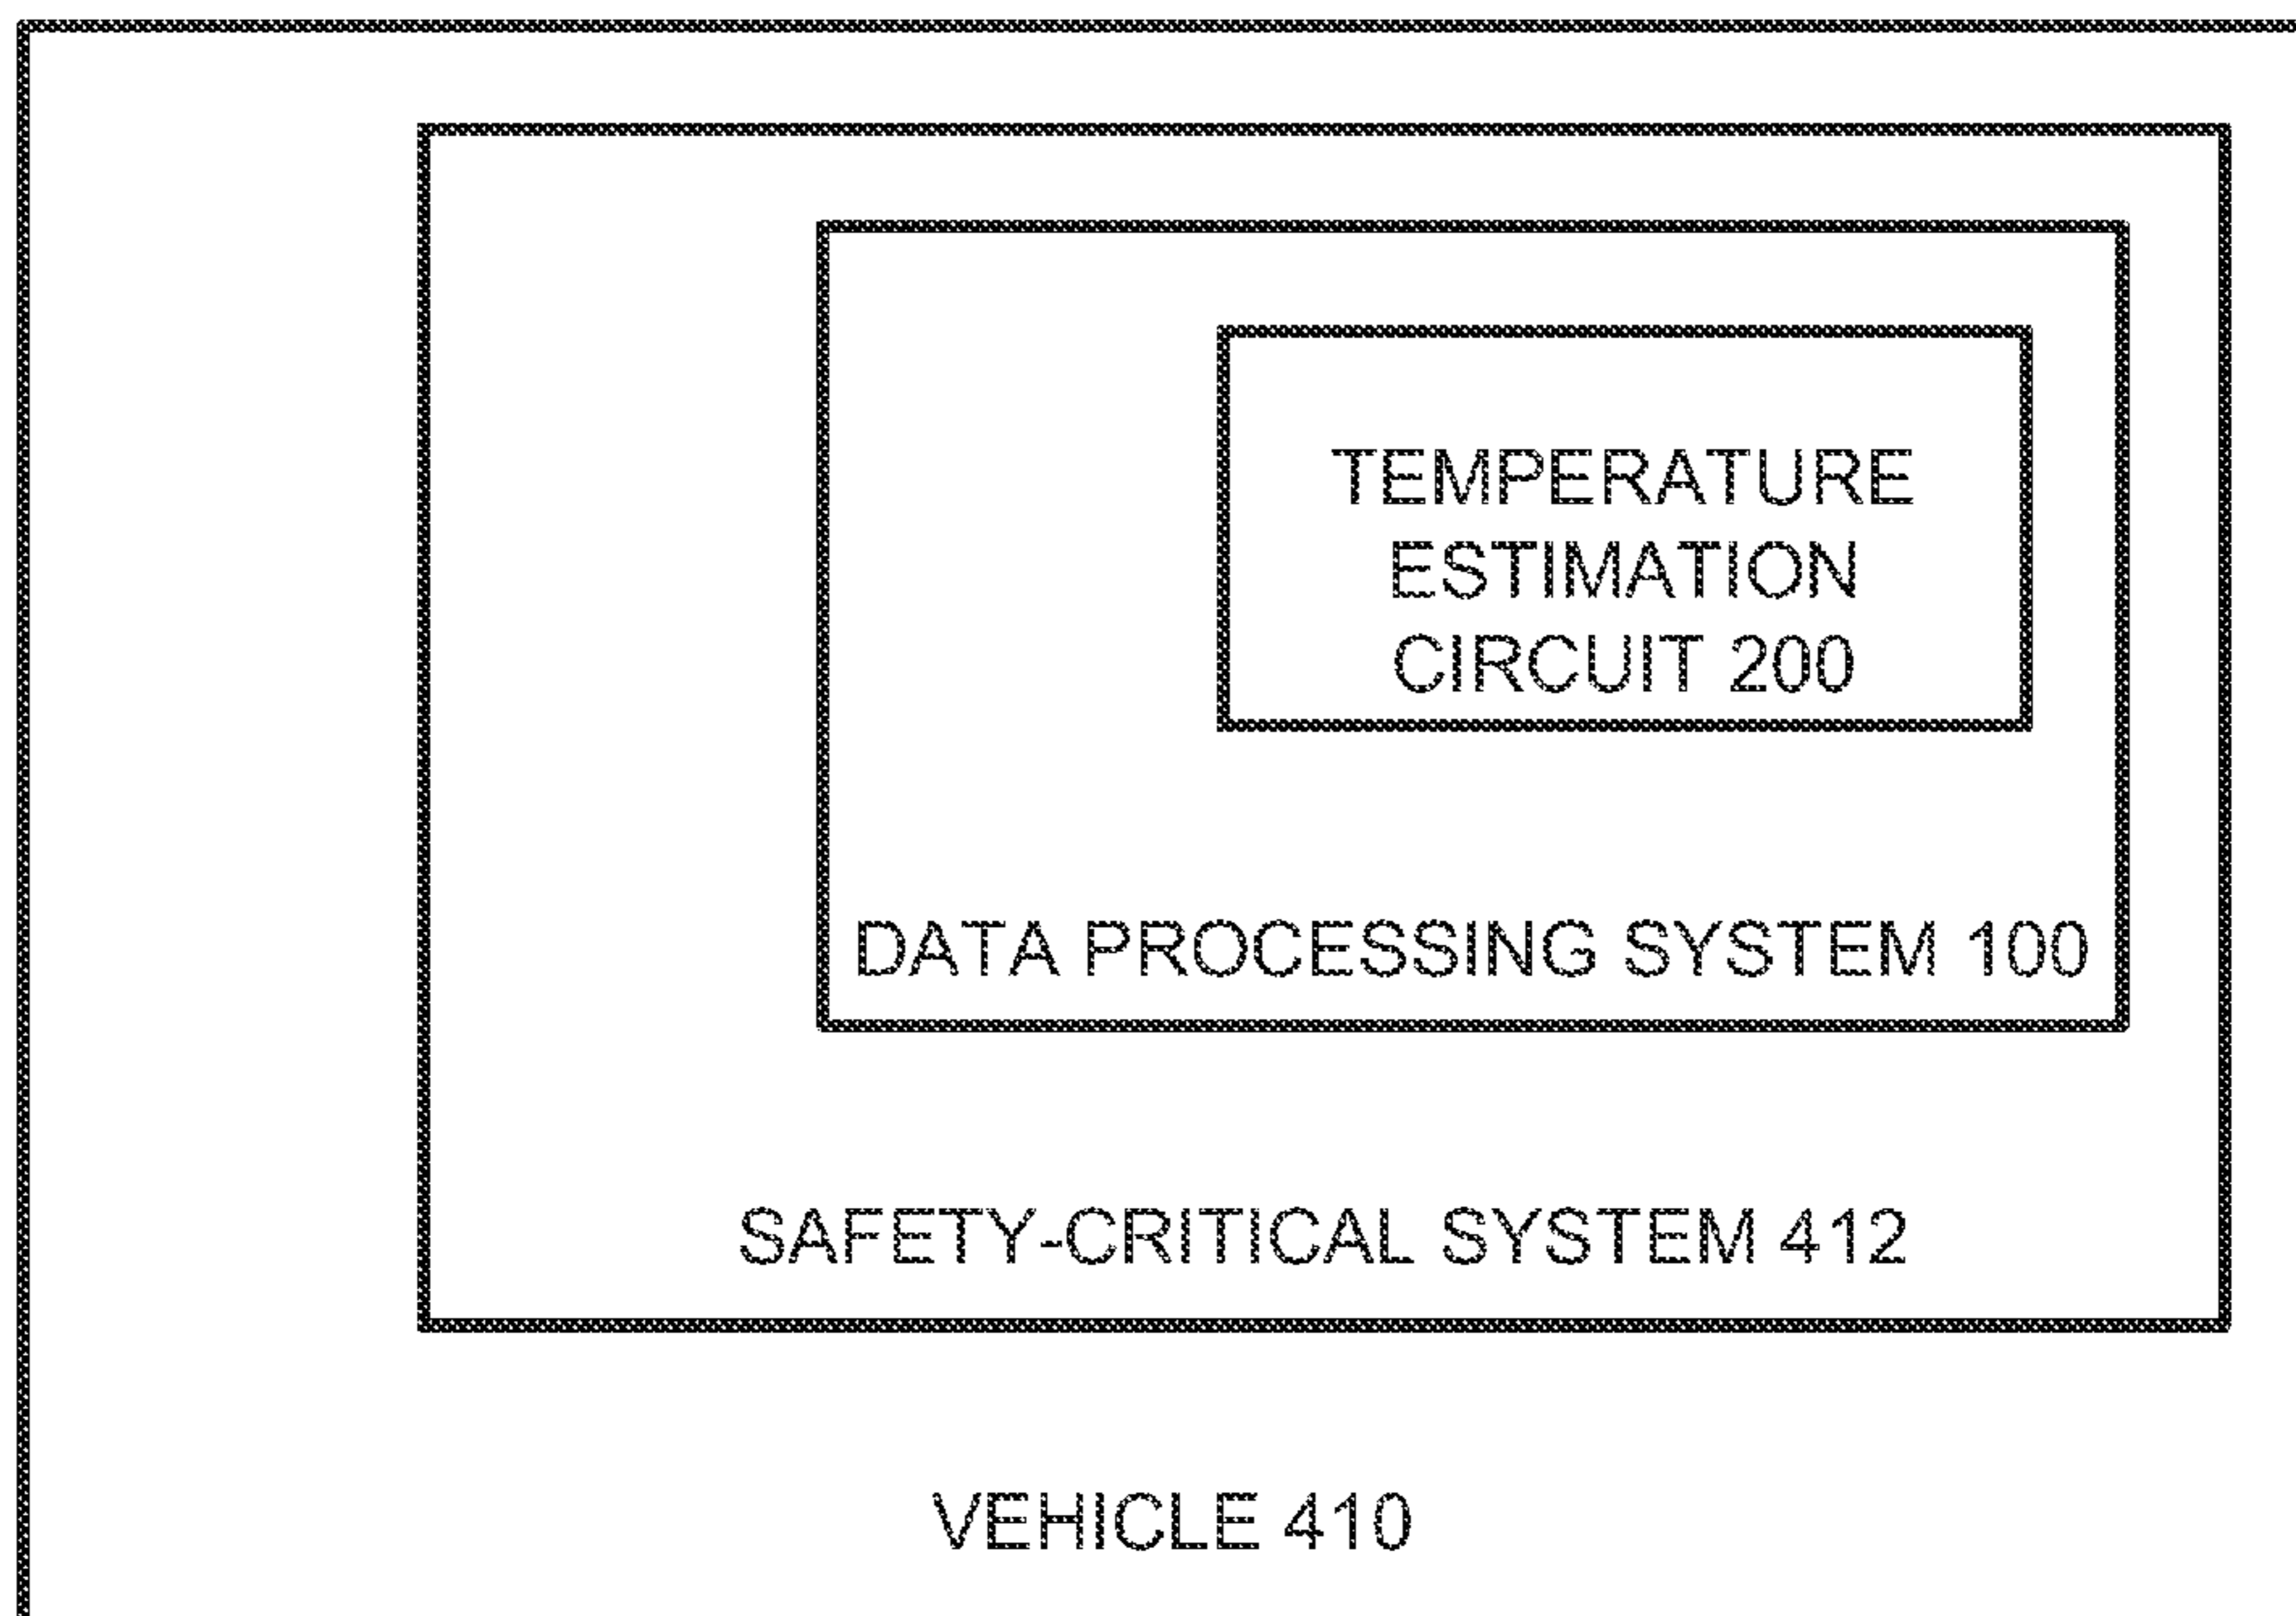 TEMPERATURE
ESTIMATION
CIRCUIT 200
DATA PROCESSING SYSTEM 100
SAFETY-CRITICAL SYSTEM 412
VEHICLE 410